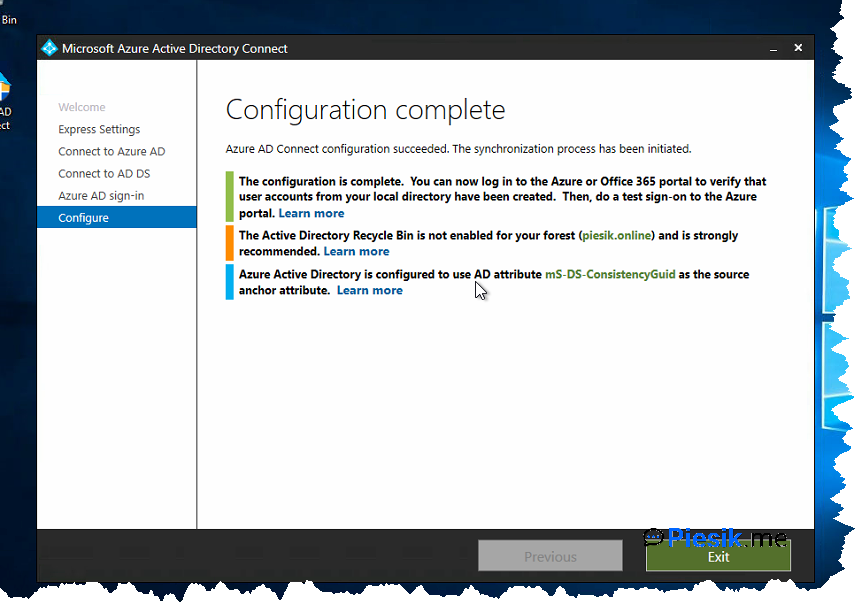 Bin
AD
ct
Microsoft Azure Active Directory Connect
Welcome
Express Settings
Connect to Azure AD
Connect to AD DS
Azure AD sign-in
Configure
Configuration complete
Azure AD Connect configuration succeeded. The synchronization process has been initiated.
The configuration is complete. You can now log in to the Azure or Office 365 portal to verify that
user accounts from your local directory have been created. Then, do a test sign-on to the Azure
portal. Learn more
The Active Directory Recycle Bin is not enabled for your forest (piesik.online) and is strongly
recommended. Learn more
Azure Active Directory is configured to use AD attribute mS-DS-ConsistencyGuid as the source
anchor attribute. Learn more
Piesik.me
Previous
Exit